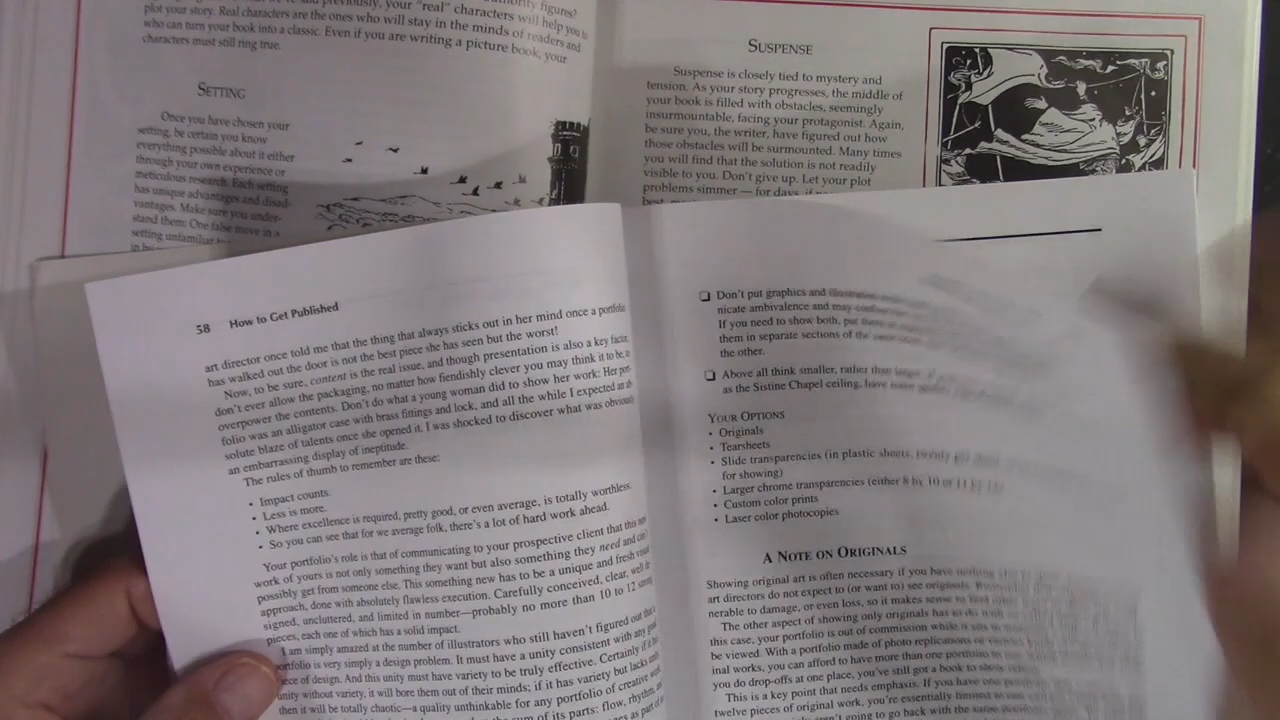 previously, your "real" characters will help you
plot your story. Real characters are the ones who will stay in the minds of readers and
who can turn your book into a classic. Even if you are writing a picture book, your
characters must still ring true.
SETTING
Once you have chosen your
setting, be certain you know
everything possible about it either
through your own experience or
meticulous research. Each setting
has unique advantages and disad-
vantages. Make sure you under-
stand them: One false move in a
setting
SUSPENSE
Suspense is closely tied to mystery and
tension. As your story progresses, the middle of
your book is filled with obstacles, seemingly
insurmountable, facing your protagonist. Again,
be sure you, the writer, have figured out how
those obstacles will be surmounted. Many times
you will find that the solution is not readily
visible to you. Don't give up. Let your plot
problems simmer — for days,
58 How to Get Published
art director once told me that the thing that always sticks out in her mind once a portfolio
has walked out the door is not the best piece she has seen but the worst!
Now, to be sure, content is the real issue, and though presentation is also a key factor,
don't ever allow the packaging, no matter how fiendishly clever you may think it to be,
overpower the contents. Don't do what a young woman did to show her work: Her port-
folio was an alligator case with brass fittings and lock, and all the while I expected an ab-
solute blaze of talents once she opened it. I was shocked to discover what was obviously
an embarrassing display of ineptitude.
The rules of thumb to remember are these:
• Impact counts.
• Less is more.
• Where excellence is required, pretty good, or even average, is totally worthless.
• So you can see that for we average folk, there's a lot of hard work ahead.
Your portfolio's role is that of communicating to your prospective client that this
work of yours is not only something they want but also something they need and can't
possibly get from someone else. This something new has to be a unique and fresh
approach, done with absolutely flawless execution. Carefully conceived, clear, well
signed, uncluttered, and limited in number—probably no more than 10 to 12 strong
pieces, each one of which has a solid impact.
I am simply amazed at the number of illustrators who still haven't figured out
portfolio is very simply a design problem. It must have a unity consistent with any good
piece of design. And this unity must have variety to be truly effective. Certainly if
unity without variety, it will bore them out of their minds; if it has variety but lacks
then it will be totally chaotic—a quality unthinkable for any portfolio of creative
sum of its parts: flow, rhythm,
❑ Don't put graphics and
nicate ambivalence and may
If you need to show both, put
them in separate sections of the
the other.
❑ Above all think smaller, rather than
as the Sistine Chapel ceiling, have
YOUR OPTIONS
• Originals
• Tearsheets
• Slide transparencies (in plastic sheets,
for showing)
• Larger chrome transparencies (either 8 by 10 or 11 by
• Custom color prints
• Laser color photocopies
A NOTE ON ORIGINALS
Showing original art is often necessary if you have nothing
art directors do not expect to (or want to) see originals.
nerable to damage, or even loss, so it makes sense to
The other aspect of showing only originals has to do with
this case, your portfolio is out of commission while it
be viewed. With a portfolio made of photo replications or
inal works, you can afford to have more than one portfolio
you do drop-offs at one place, you've still got a book to
This is a key point that needs emphasis. If you have
twelve pieces of original work, you're essentially limited
going to go back with the same